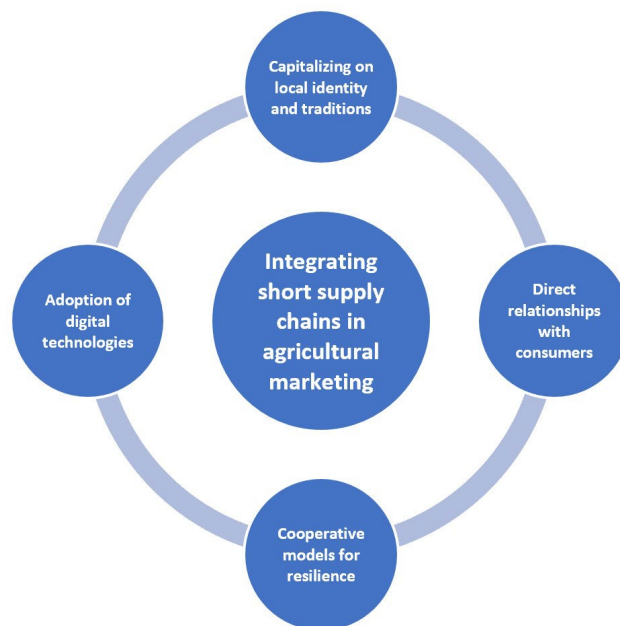 Capitalizing on
local identity
and traditions
Integrating
short supply
chains in
agricultural
marketing
Adoption of
digital
technologies
Direct
relationships
with
consumers
Cooperative
models for
resilience